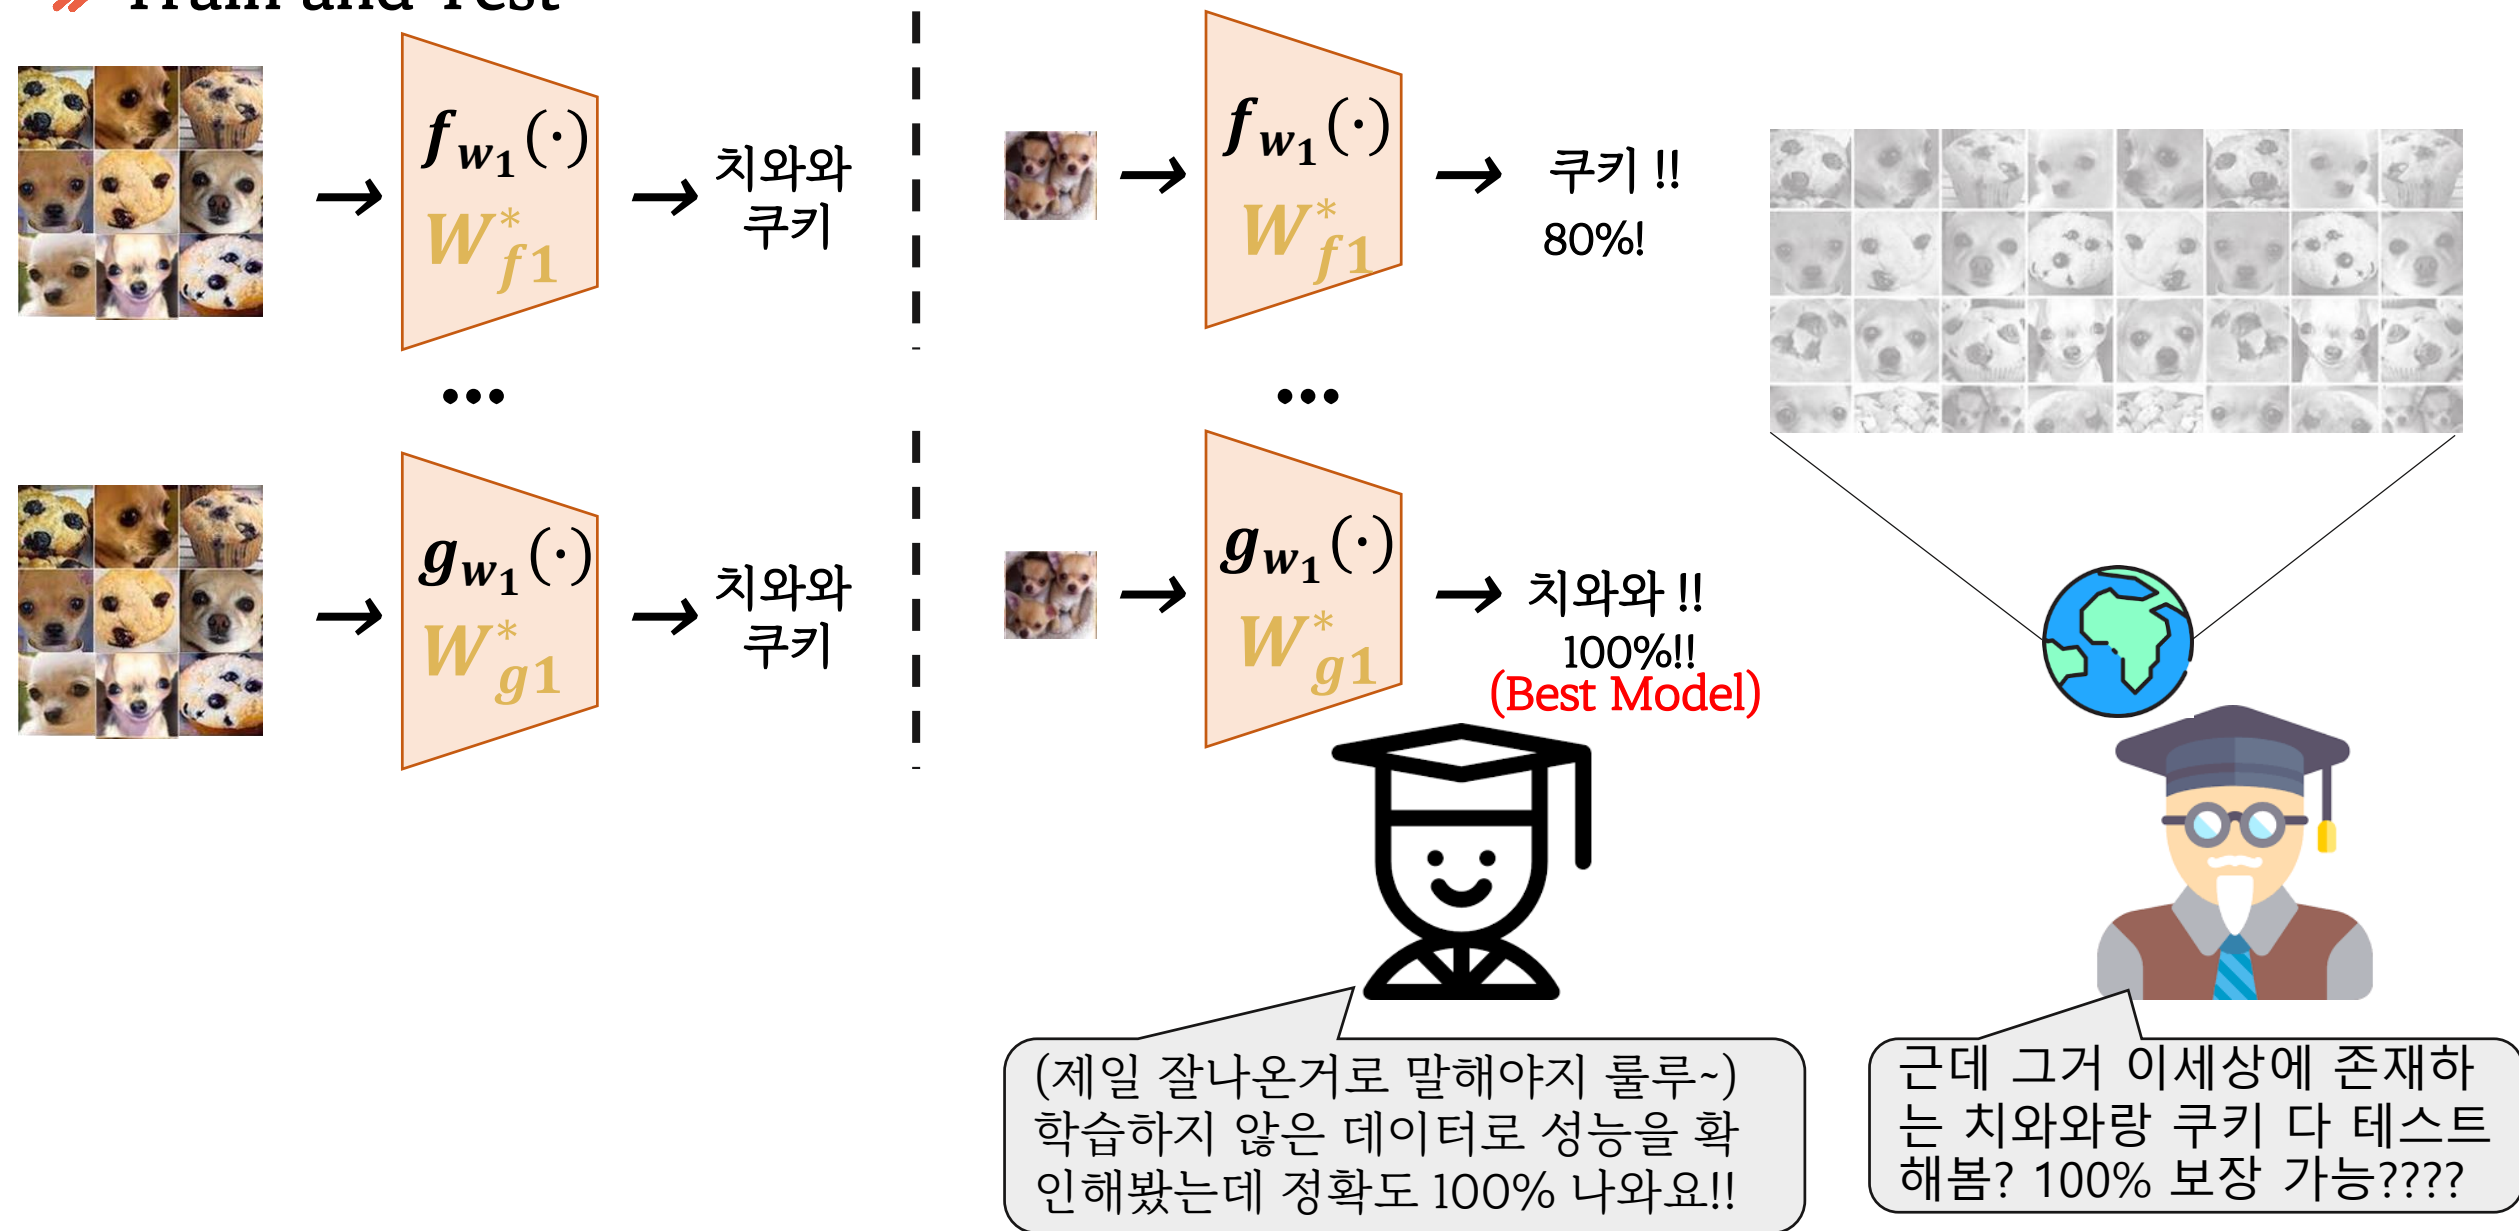 Train and Test
f_{w_1}(·)
W^*_{f1}
치와와
쿠키
f_{w_1}(·)
W^*_{f1}
쿠키 !!
80%!
...
...
g_{w_1}(·)
W^*_{g1}
치와와
쿠키
g_{w_1}(·)
W^*_{g1}
치와와 !!
100%!!
(Best Model)
(제일 잘나온거로 말해야지 룰루~)
학습하지 않은 데이터로 성능을 확
인해봤는데 정확도 100% 나와요!!
근데 그거 이세상에 존재하
는 치와와랑 쿠키 다 테스트
해봄? 100% 보장 가능????